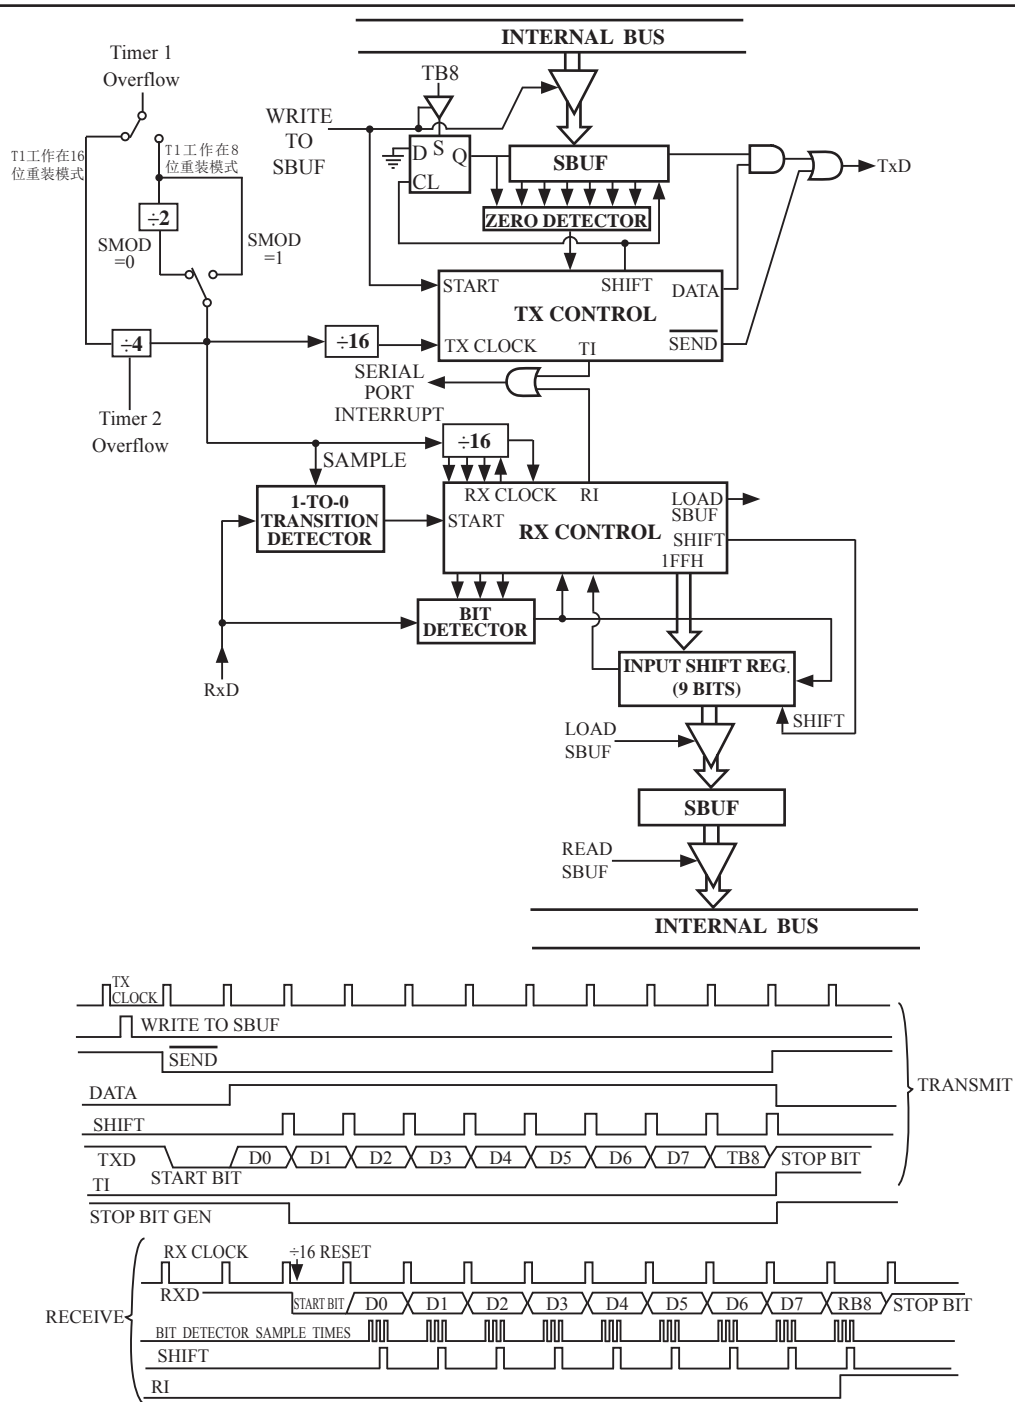 INTERNAL BUS
Timer 1
Overflow
TB8
WRITE
TO
SBUF
T1工作在16
位重装模式
T1工作在8
位重装模式
D S Q
CL
SBUF
TxD
÷2
ZERO DETECTOR
SMOD
=0
SMOD
=1
START
SHIFT
DATA
TX CONTROL
÷4
÷16
TX CLOCK
TI
SEND
SERIAL
PORT
INTERRUPT
Timer 2
Overflow
÷16
SAMPLE
1-TO-0
TRANSITION
DETECTOR
RX CLOCK
RI
LOAD
SBUF
START
RX CONTROL
SHIFT
1FFH
BIT
DETECTOR
RxD
INPUT SHIFT REG.
(9 BITS)
SHIFT
LOAD
SBUF
SBUF
READ
SBUF
INTERNAL BUS
TX
CLOCK
WRITE TO SBUF
SEND
DATA
TRANSMIT
SHIFT
TXD
START BIT
D0 D1 D2 D3 D4 D5 D6 D7 TB8 STOP BIT
TI
STOP BIT GEN
RX CLOCK
÷16 RESET
RXD
START BIT D0 D1 D2 D3 D4 D5 D6 D7 RB8 STOP BIT
RECEIVE
BIT DETECTOR SAMPLE TIMES
SHIFT
RI